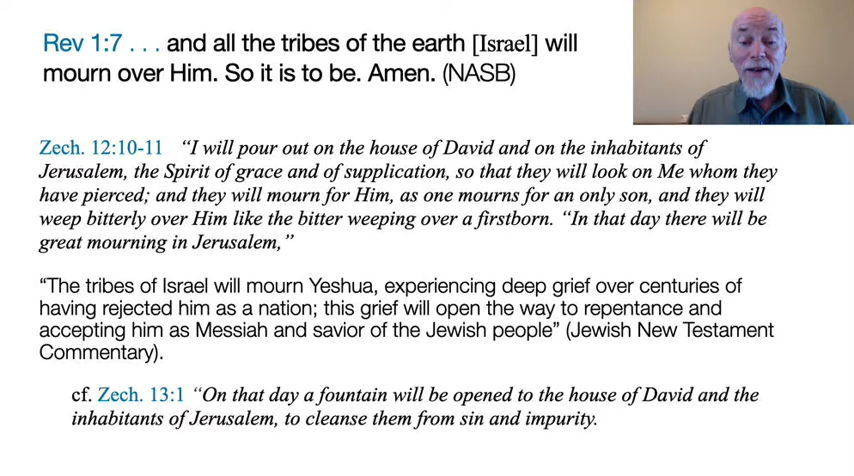 Rev 1:7 . . . and all the tribes of the earth [Israel] will
mourn over Him. So it is to be. Amen. (NASB)
Zech. 12:10-11 “I will pour out on the house of David and on the inhabitants of
Jerusalem, the Spirit of grace and of supplication, so that they will look on Me whom they
have pierced; and they will mourn for Him, as one mourns for an only son, and they will
weep bitterly over Him like the bitter weeping over a firstborn. “In that day there will be
great mourning in Jerusalem,”
“The tribes of Israel will mourn Yeshua, experiencing deep grief over centuries of
having rejected him as a nation; this grief will open the way to repentance and
accepting him as Messiah and savior of the Jewish people” (Jewish New Testament
Commentary).
cf. Zech. 13:1 “On that day a fountain will be opened to the house of David and the
inhabitants of Jerusalem, to cleanse them from sin and impurity.